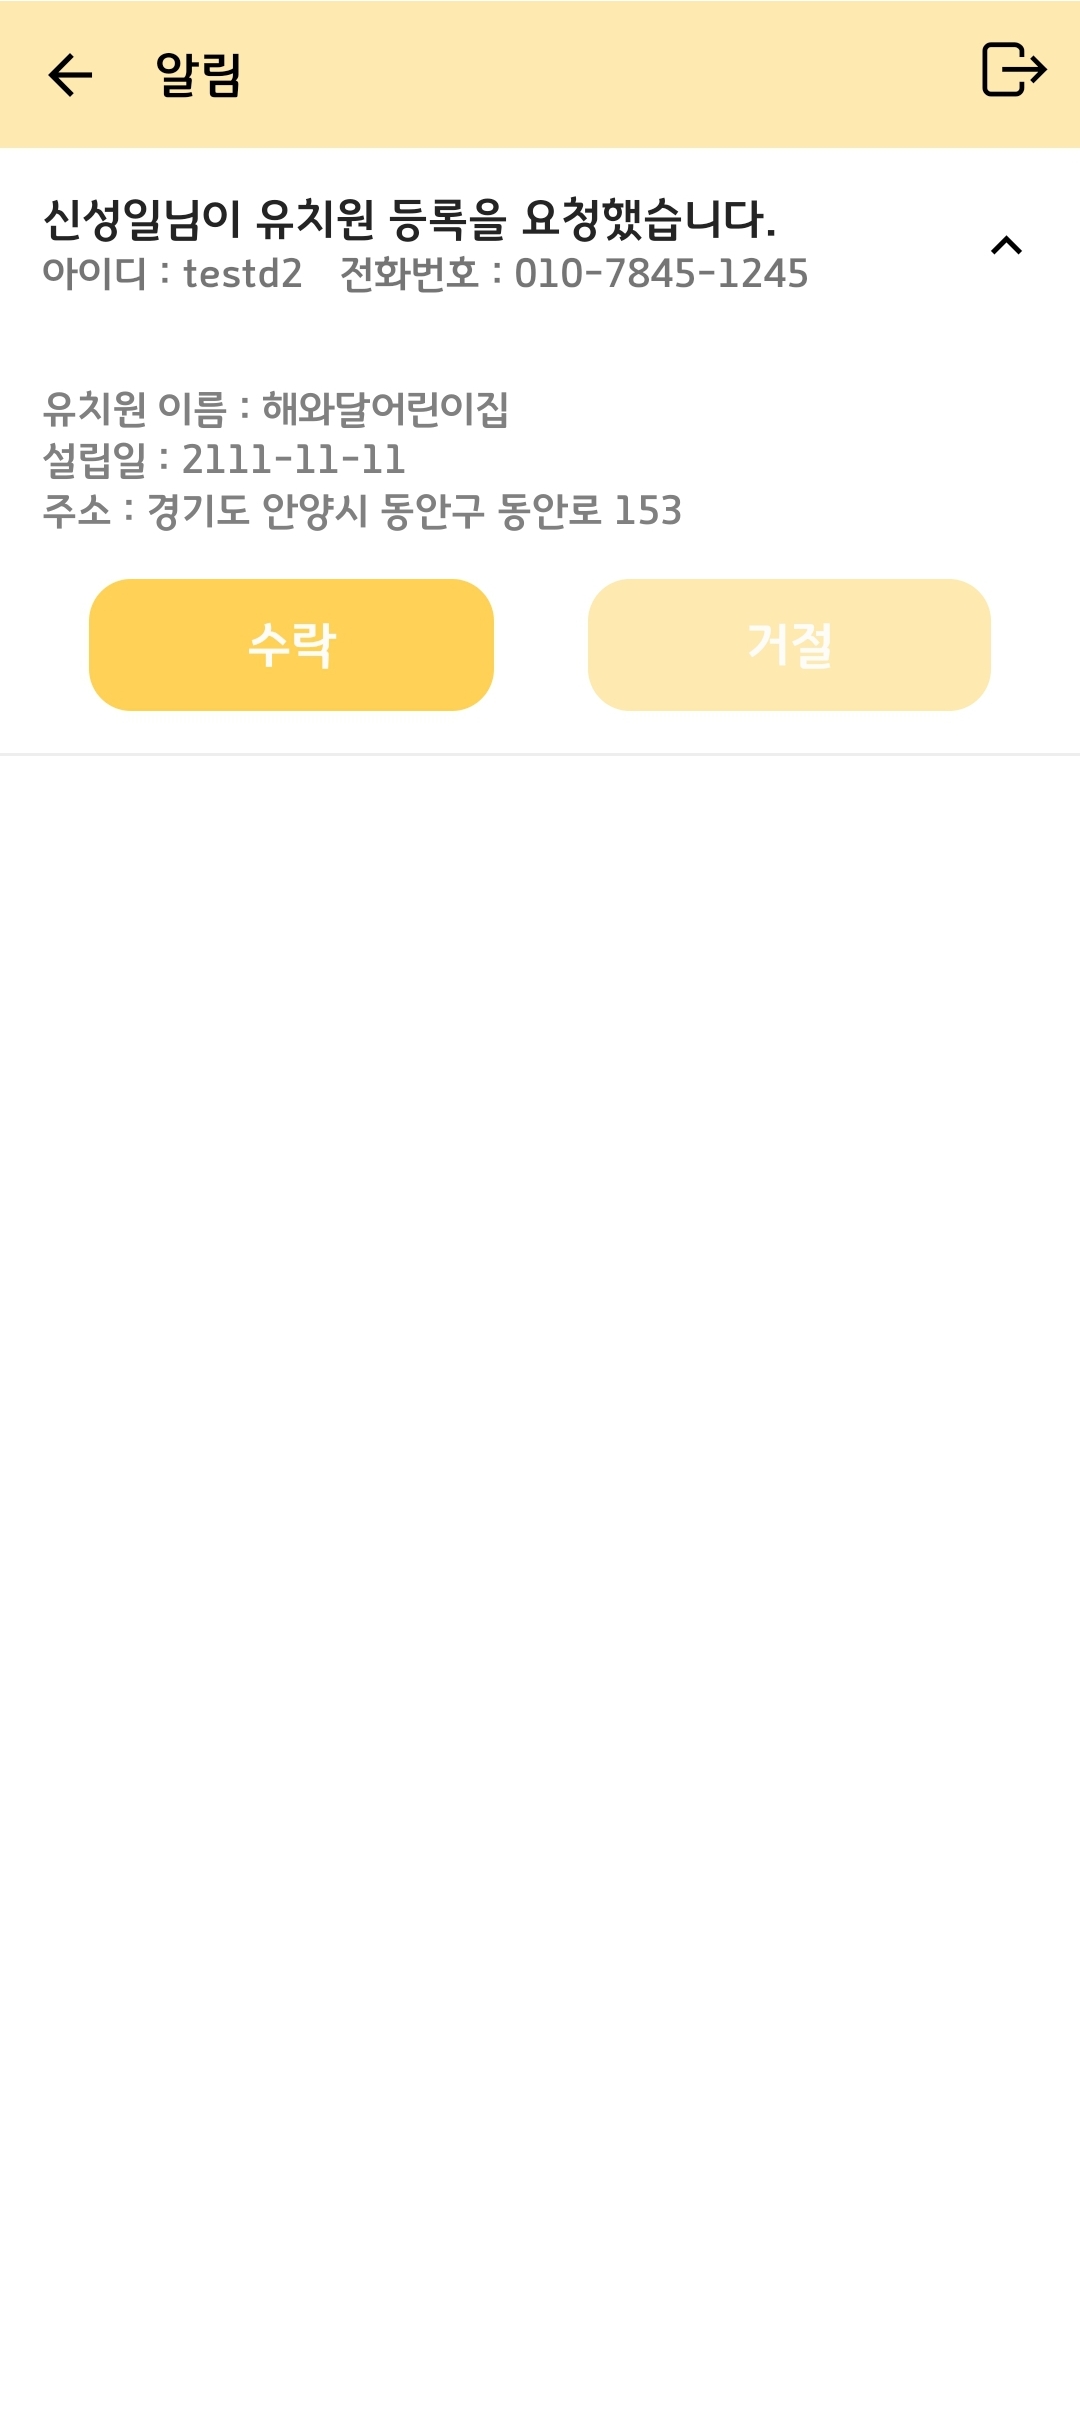 알림
신성일님이 유치원 등록을 요청했습니다.
아이디 : testd2 전화번호 : 010-7845-1245
유치원 이름 : 해와달어린이집
설립일 : 2111-11-11
주소 : 경기도 안양시 동안구 동안로 153
수락 거절